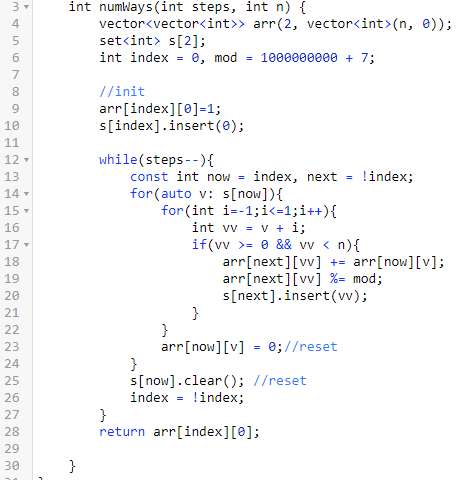 3    int numWays(int steps, int n) {
4        vector<vector<int>> arr(2, vector<int>(n, 0));
5        set<int> s[2];
6        int index = 0, mod = 1000000000 + 7;
7
8        //init
9        arr[index][0]=1;
10        s[index].insert(0);
11
12        while(steps--){
13            const int now = index, next = !index;
14            for(auto v: s[now]){
15                for(int i=-1;i<=1;i++){
16                    int vv = v + i;
17                    if(vv >= 0 && vv < n){
18                        arr[next][vv] += arr[now][v];
19                        arr[next][vv] %= mod;
20                        s[next].insert(vv);
21                    }
22                }
23                arr[now][v] = 0;//reset
24            }
25            s[now].clear(); //reset
26            index = !index;
27        }
28        return arr[index][0];
29
30    }